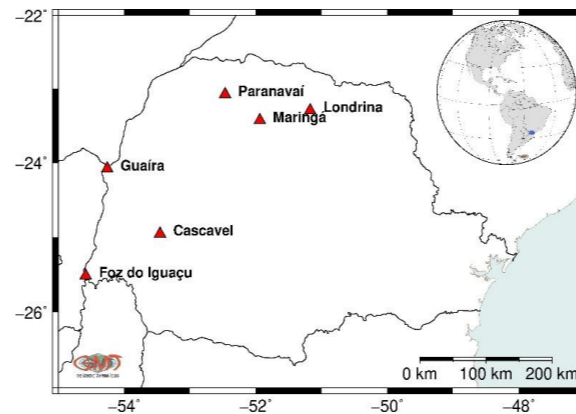 −22°
Paranavaí
Londrina
Maringá
−24°
Guaíra
Cascavel
Foz do Iguaçu
−26°
GMT
0 km 100 km 200 km
−54° −52° −50° −48°